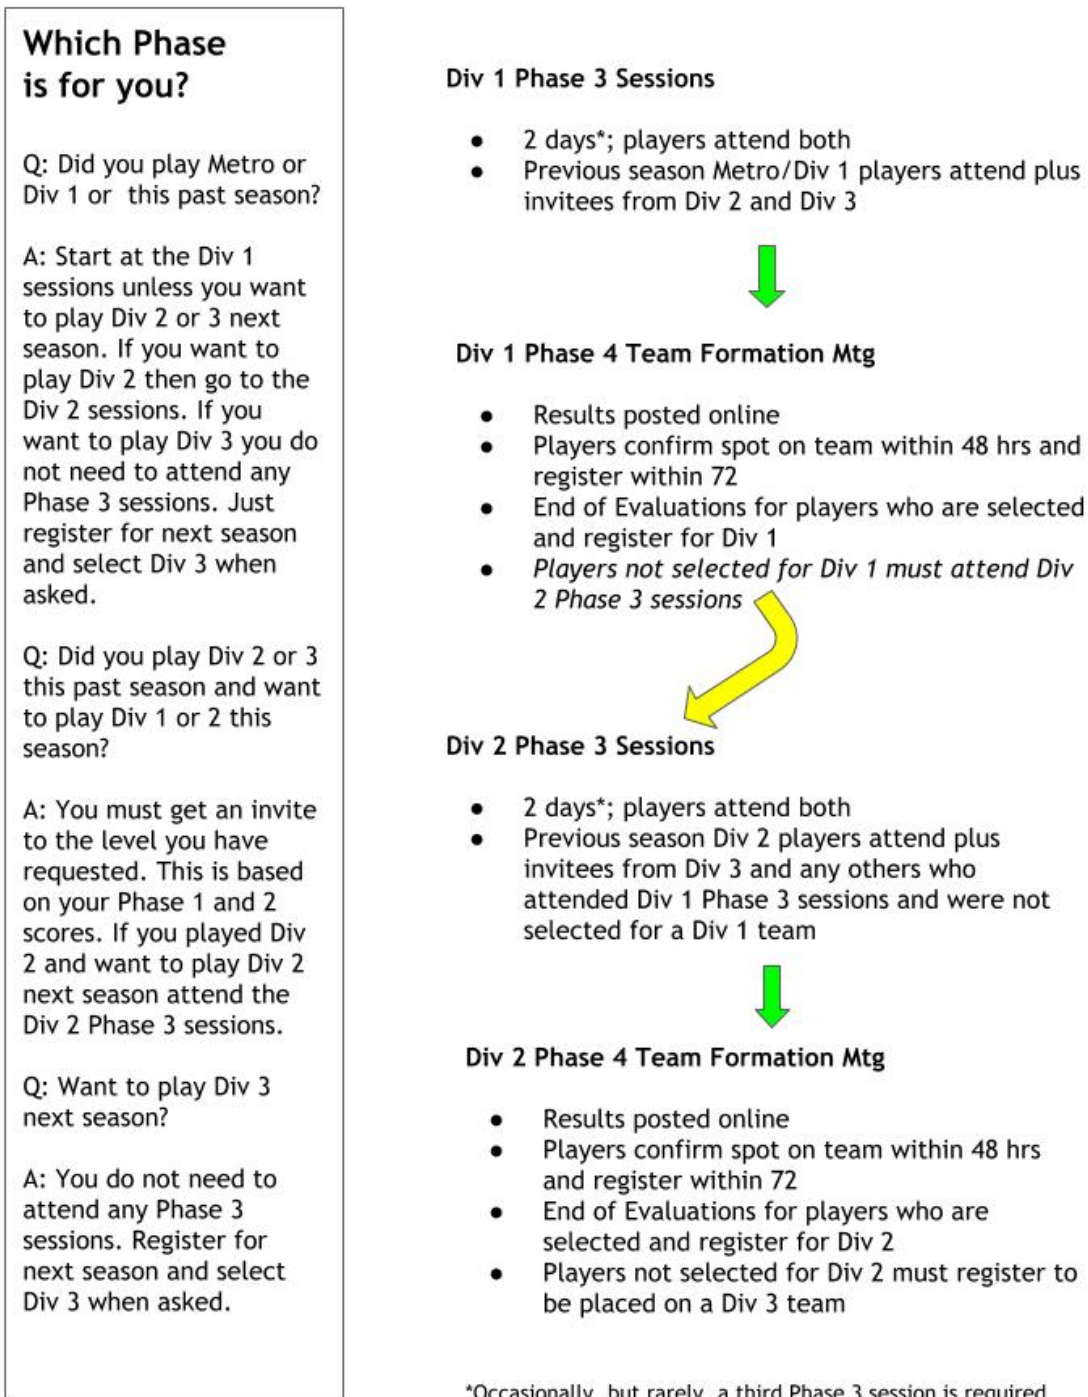 Which Phase
is for you?
Q: Did you play Metro or
Div 1 or  this past season?
A: Start at the Div 1
sessions unless you want
to play Div 2 or 3 next
season. If you want to
play Div 2 then go to the
Div 2 sessions. If you
want to play Div 3 you do
not need to attend any
Phase 3 sessions. Just
register for next season
and select Div 3 when
asked.
Q: Did you play Div 2 or 3
this past season and want
to play Div 1 or 2 this
season?
A: You must get an invite
to the level you have
requested. This is based
on your Phase 1 and 2
scores. If you played Div
2 and want to play Div 2
next season attend the
Div 2 Phase 3 sessions.
Q: Want to play Div 3
next season?
A: You do not need to
attend any Phase 3
sessions. Register for
next season and select
Div 3 when asked.
Div 1 Phase 3 Sessions
● 2 days*; players attend both
● Previous season Metro/Div 1 players attend plus
invitees from Div 2 and Div 3
Div 1 Phase 4 Team Formation Mtg
● Results posted online
● Players confirm spot on team within 48 hrs and
register within 72
● End of Evaluations for players who are selected
and register for Div 1
● Players not selected for Div 1 must attend Div
2 Phase 3 sessions
Div 2 Phase 3 Sessions
● 2 days*; players attend both
● Previous season Div 2 players attend plus
invitees from Div 3 and any others who
attended Div 1 Phase 3 sessions and were not
selected for a Div 1 team
Div 2 Phase 4 Team Formation Mtg
● Results posted online
● Players confirm spot on team within 48 hrs
and register within 72
● End of Evaluations for players who are
selected and register for Div 2
● Players not selected for Div 2 must register to
be placed on a Div 3 team
*Occasionally, but rarely, a third Phase 3 session is required